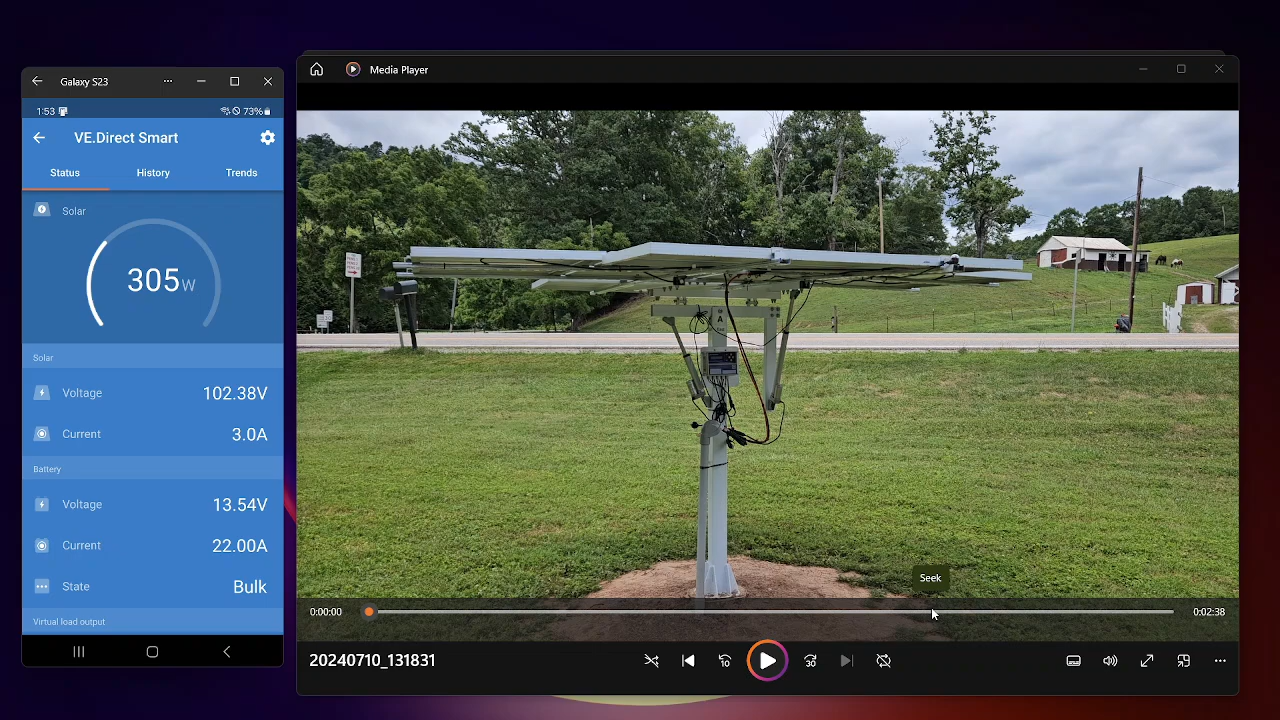 Galaxy S23
1:53
73%
VE.Direct Smart
Status
History
Trends
Solar
305W
Solar
Voltage
102.38V
Current
3.0A
Battery
Voltage
13.54V
Current
22.00A
State
Bulk
Virtual load output
Media Player
Seek
0:00:00
0:02:38
20240710_131831
10
30